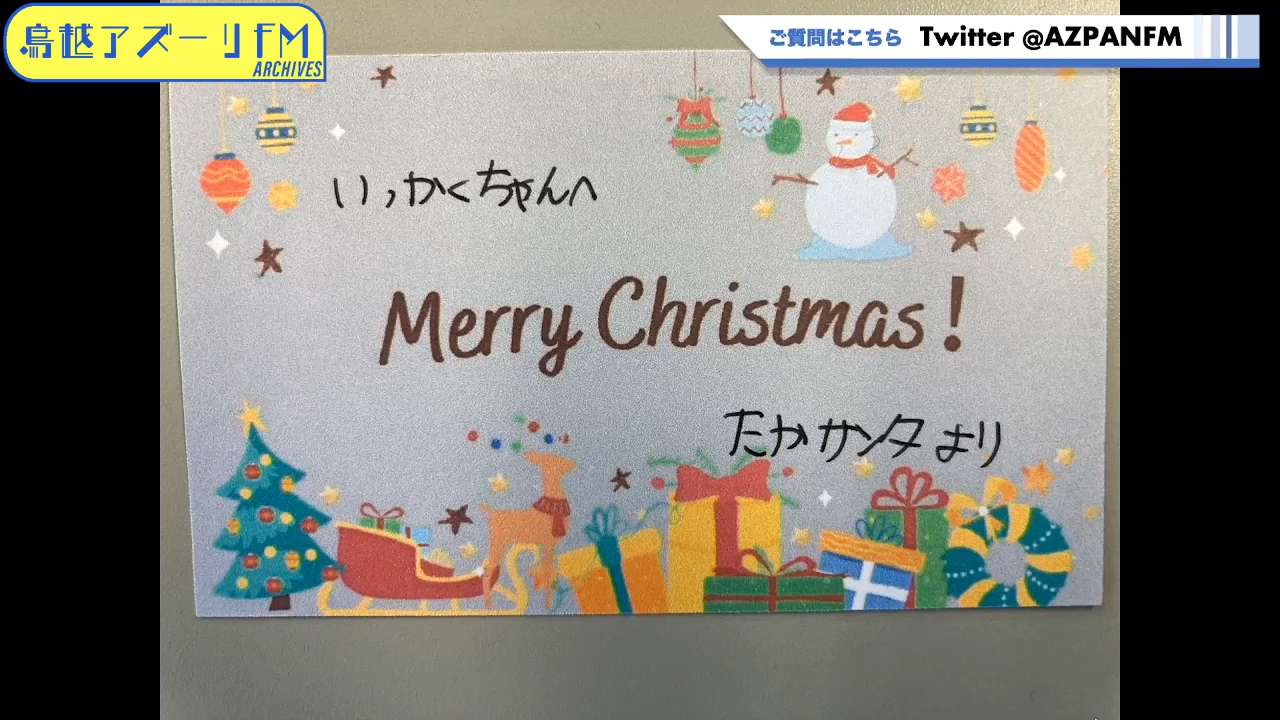 鳥越アズーリFM
ARCHIVES
ご質問はこちら Twitter @AZPANFM
いっかくちゃんへ
Merry Christmas!
たかサンタより